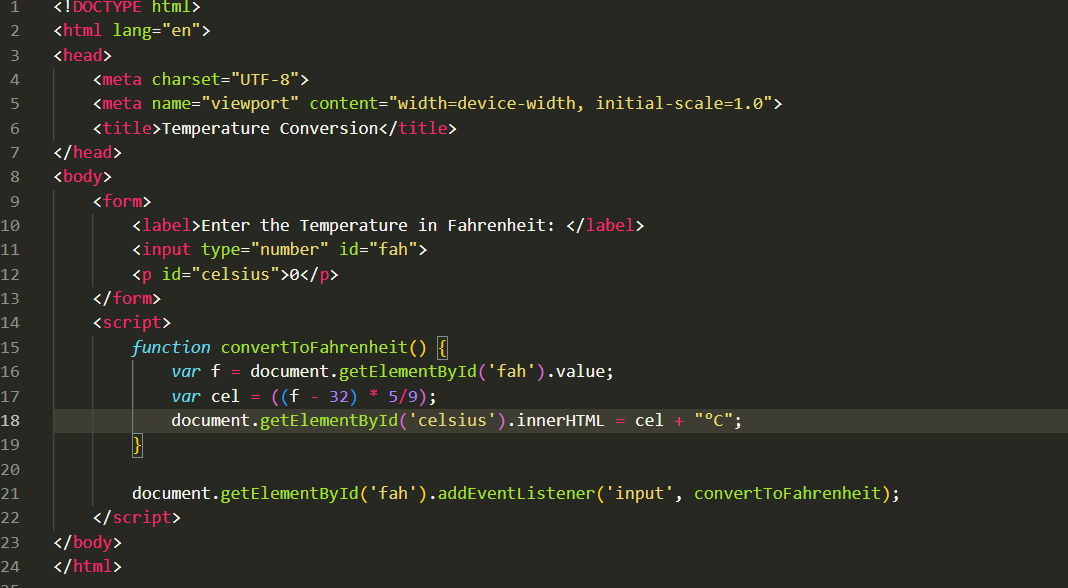 1 <!DOCTYPE html>
2 <html lang="en">
3 <head>
4     <meta charset="UTF-8">
5     <meta name="viewport" content="width=device-width, initial-scale=1.0">
6     <title>Temperature Conversion</title>
7 </head>
8 <body>
9     <form>
10         <label>Enter the Temperature in Fahrenheit: </label>
11         <input type="number" id="fah">
12         <p id="celsius">0</p>
13     </form>
14     <script>
15         function convertToFahrenheit() {
16             var f = document.getElementById('fah').value;
17             var cel = ((f - 32) * 5/9);
18             document.getElementById('celsius').innerHTML = cel + "°C";
19         }
20
21         document.getElementById('fah').addEventListener('input', convertToFahrenheit);
22     </script>
23 </body>
24 </html>
25